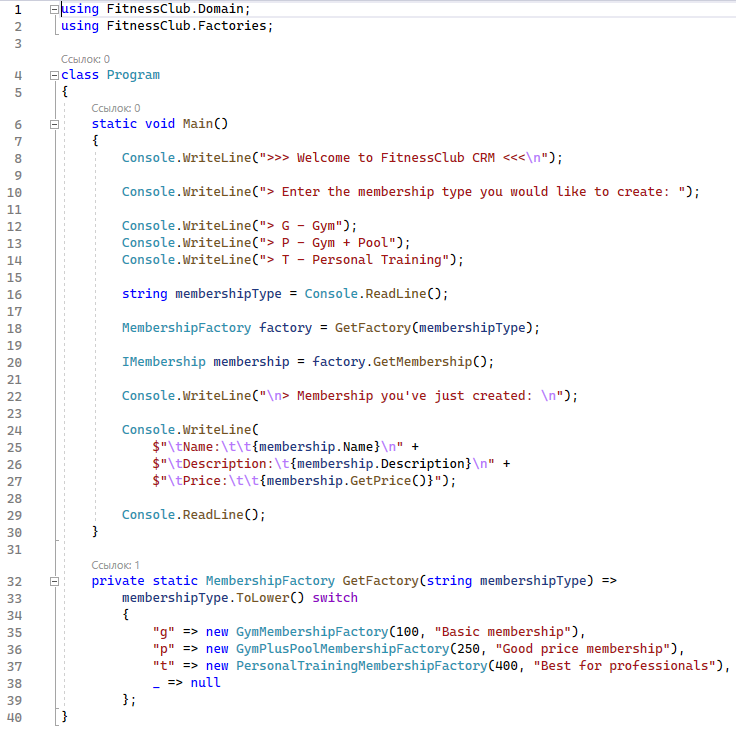 1 using FitnessClub.Domain;
2 using FitnessClub.Factories;
3
Ссылок: 0
4 class Program
5 {
Ссылок: 0
6 static void Main()
7 {
8 Console.WriteLine(">>> Welcome to FitnessClub CRM <<<\n");
9
10 Console.WriteLine("> Enter the membership type you would like to create: ");
11
12 Console.WriteLine("> G - Gym");
13 Console.WriteLine("> P - Gym + Pool");
14 Console.WriteLine("> T - Personal Training");
15
16 string membershipType = Console.ReadLine();
17
18 MembershipFactory factory = GetFactory(membershipType);
19
20 IMembership membership = factory.GetMembership();
21
22 Console.WriteLine("\n> Membership you've just created: \n");
23
24 Console.WriteLine(
25 $"\tName:\t\t{membership.Name}\n" +
26 $"\tDescription:\t{membership.Description}\n" +
27 $"\tPrice:\t\t{membership.GetPrice()}");
28
29 Console.ReadLine();
30 }
31
Ссылок: 1
32 private static MembershipFactory GetFactory(string membershipType) =>
33 membershipType.ToLower() switch
34 {
35 "g" => new GymMembershipFactory(100, "Basic membership"),
36 "p" => new GymPlusPoolMembershipFactory(250, "Good price membership"),
37 "t" => new PersonalTrainingMembershipFactory(400, "Best for professionals"),
38 _ => null
39 };
40 }